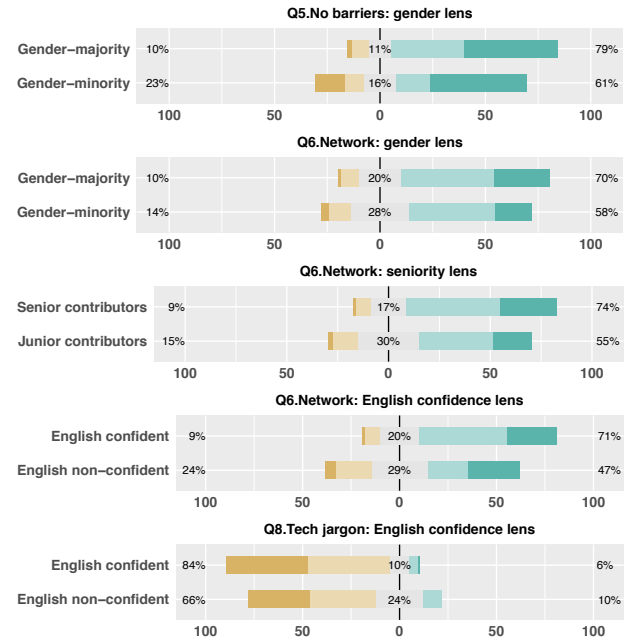 Q5.No barriers: gender lens
Gender−majority 10% 11% 79%
Gender−minority 23% 16% 61%
100 50 0 50 100
Q6.Network: gender lens
Gender−majority 10% 20% 70%
Gender−minority 14% 28% 58%
100 50 0 50 100
Q6.Network: seniority lens
Senior contributors 9% 17% 74%
Junior contributors 15% 30% 55%
100 50 0 50 100
Q6.Network: English confidence lens
English confident 9% 20% 71%
English non−confident 24% 29% 47%
100 50 0 50 100
Q8.Tech jargon: English confidence lens
English confident 84% 10% 6%
English non−confident 66% 24% 10%
100 50 0 50 100